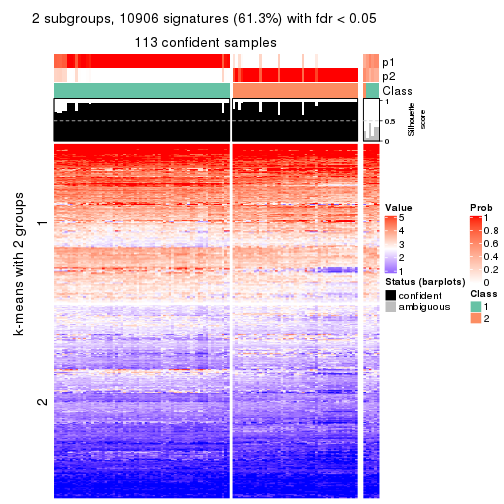 2 subgroups, 10906 signatures (61.3%) with fdr < 0.05
113 confident samples
p1
p2
Class
1
0.5
0
Silhouette
score
k-means with 2 groups
1
2
Value
5
4
3
2
1
Status (barplots)
confident
ambiguous
Prob
1
0.8
0.6
0.4
0.2
0
Class
1
2